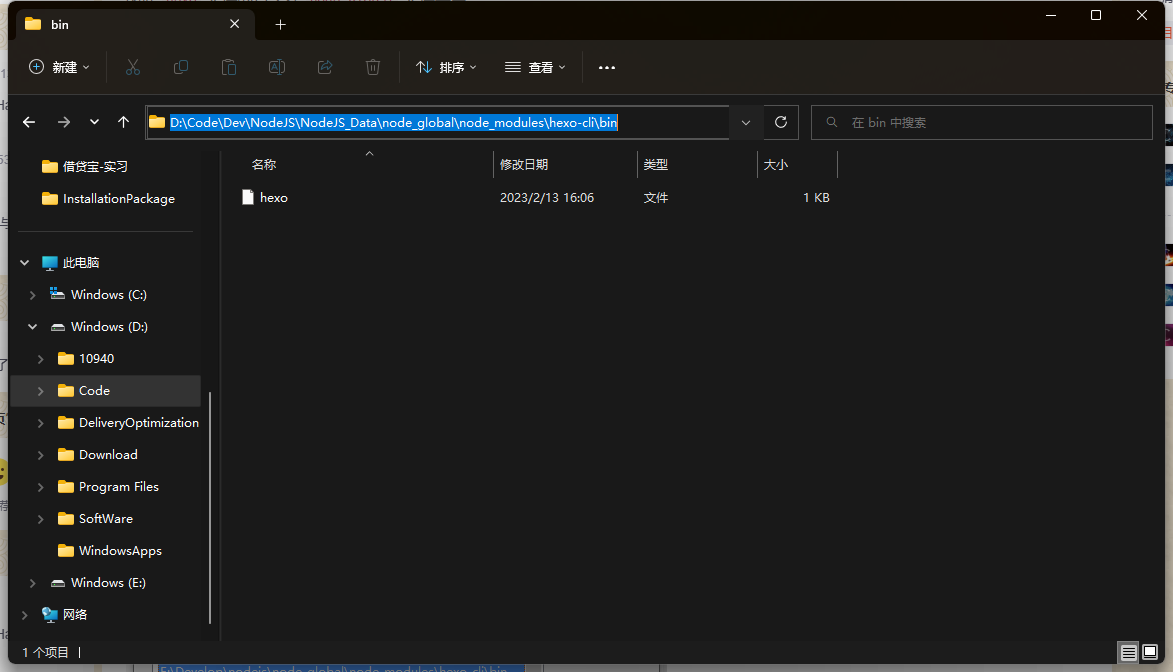 bin
新建
排序
查看
D:\Code\Dev\NodeJS\NodeJS_Data\node_global\node_modules\hexo-cli\bin
在 bin 中搜索
借贷宝-实习
InstallationPackage
此电脑
Windows (C:)
Windows (D:)
10940
Code
DeliveryOptimization
Download
Program Files
SoftWare
WindowsApps
Windows (E:)
网络
名称 修改日期 类型 大小
hexo 2023/2/13 16:06 文件 1 KB
1 个项目